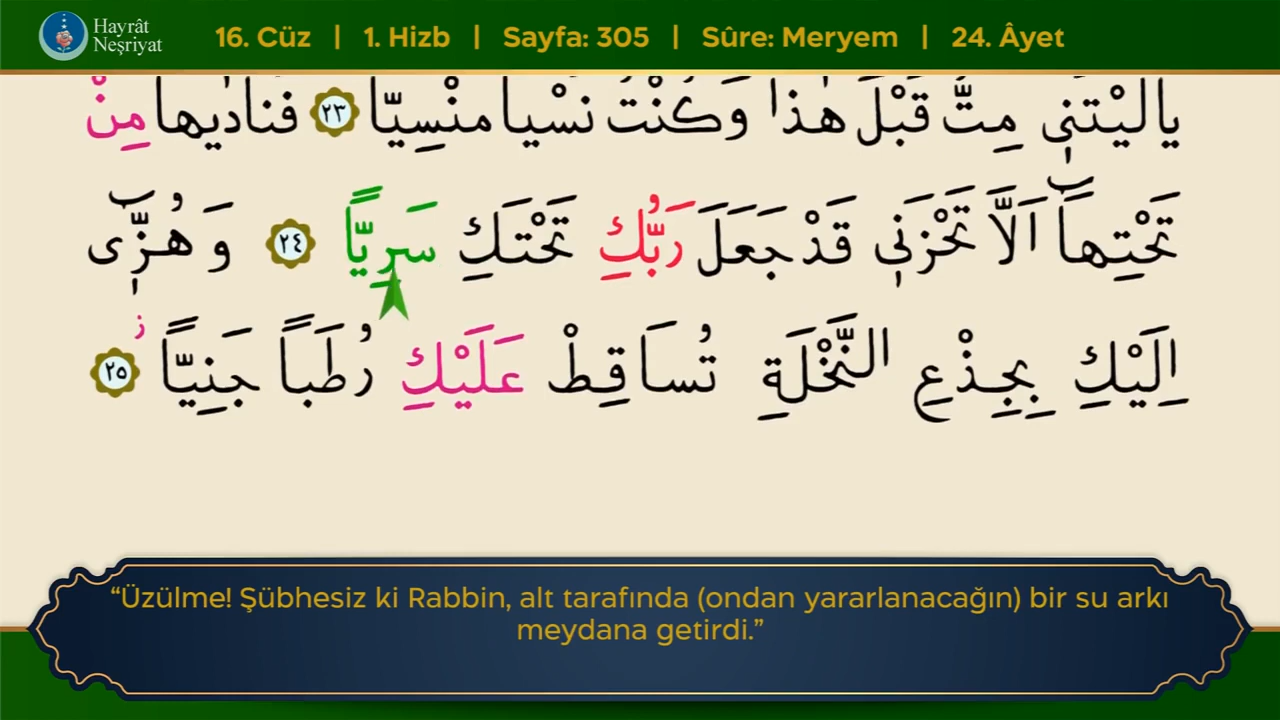 Hayrât
Neşriyat
16. Cüz | 1. Hizb | Sayfa: 305 | Sûre: Meryem | 24. Âyet
يَالَيْتَنٖى مِتُّ قَبْلَ هٰذَا وَكُنْتُ نَسْيًا مَنْسِيًّا ﴿٢٣﴾ فَنَادٰيهَا مِنْ
تَحْتِهَٓا اَلَّا تَحْزَنٖى قَدْ جَعَلَ رَبُّكِ تَحْتَكِ سَرِيًّا ﴿٢٤﴾ وَهُزّٖٓى
اِلَيْكِ بِجِذْعِ النَّخْلَةِ تُسَاقِطْ عَلَيْكِ رُطَبًا جَنِيًّا ز ﴿٢٥﴾
“Üzülme! Şübhesiz ki Rabbin, alt tarafında (ondan yararlanacağın) bir su arkı
meydana getirdi.”